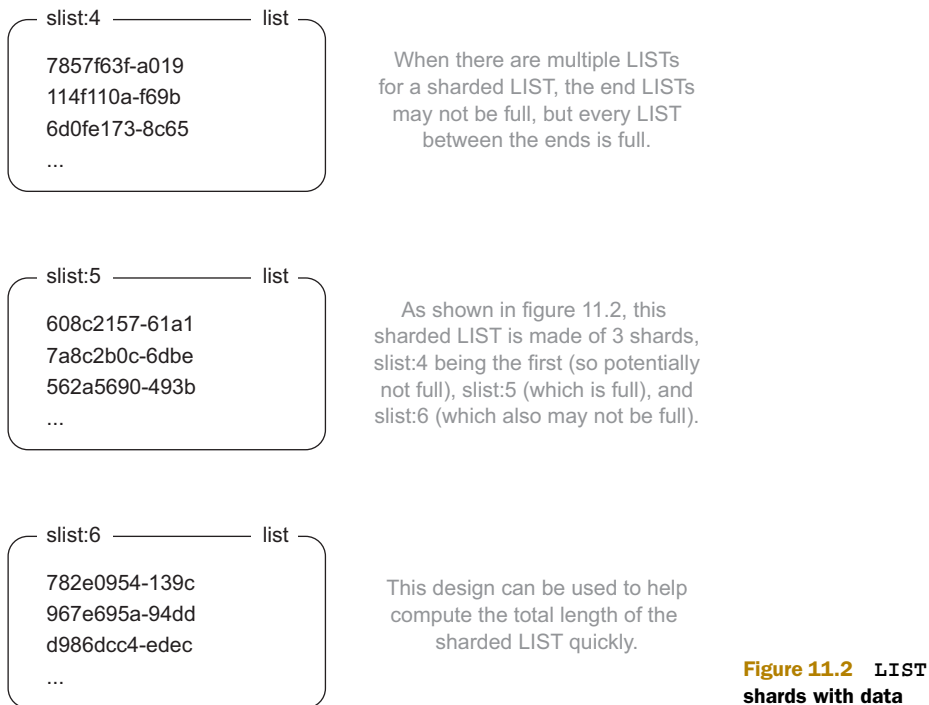 slist:4 list
7857f63f-a019
114f110a-f69b
6d0fe173-8c65
...
When there are multiple LISTs
for a sharded LIST, the end LISTs
may not be full, but every LIST
between the ends is full.
slist:5 list
608c2157-61a1
7a8c2b0c-6dbe
562a5690-493b
...
As shown in figure 11.2, this
sharded LIST is made of 3 shards,
slist:4 being the first (so potentially
not full), slist:5 (which is full), and
slist:6 (which also may not be full).
slist:6 list
782e0954-139c
967e695a-94dd
d986dcc4-edec
...
This design can be used to help
compute the total length of the
sharded LIST quickly.
Figure 11.2 LIST
shards with data